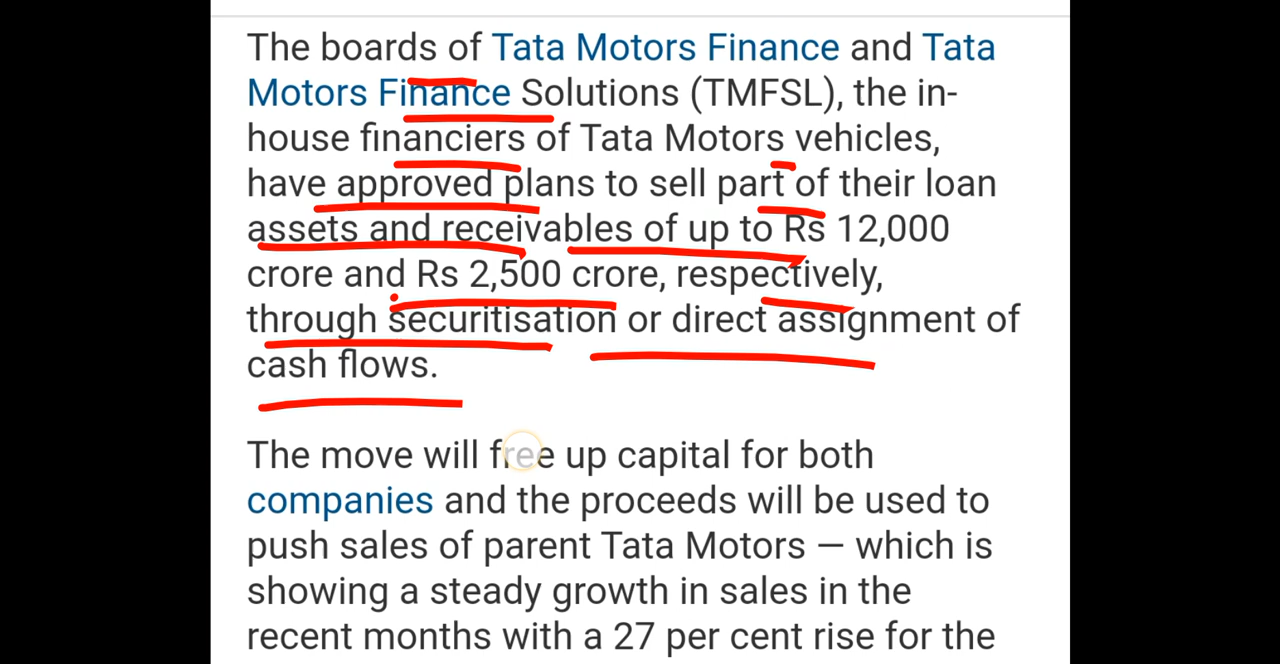 The boards of Tata Motors Finance and Tata
Motors Finance Solutions (TMFSL), the in-
house financiers of Tata Motors vehicles,
have approved plans to sell part of their loan
assets and receivables of up to Rs 12,000
crore and Rs 2,500 crore, respectively,
through securitisation or direct assignment of
cash flows.
The move will free up capital for both
companies and the proceeds will be used to
push sales of parent Tata Motors — which is
showing a steady growth in sales in the
recent months with a 27 per cent rise for the